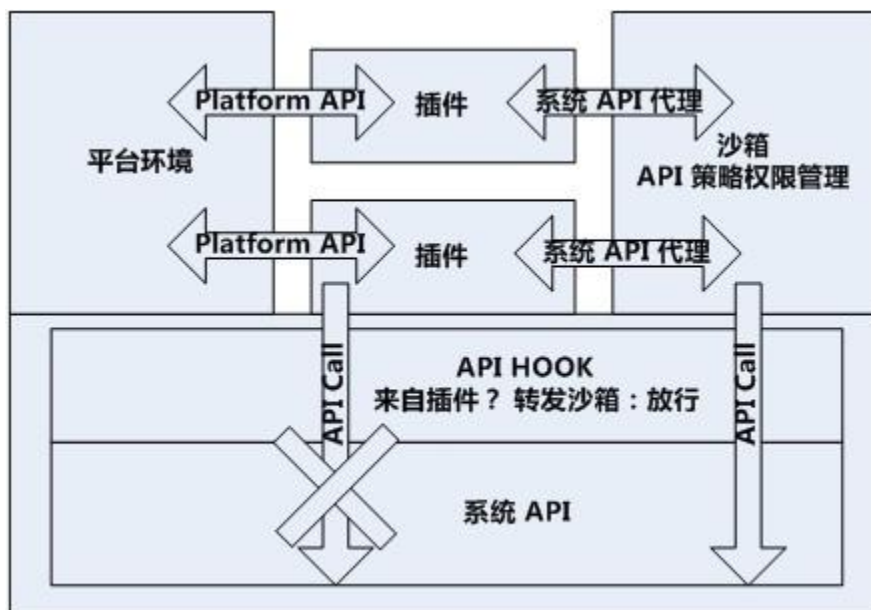 Platform API
插件
系统 API 代理
平台环境
沙箱
API 策略权限管理
Platform API
插件
系统 API 代理
API Call
API HOOK
来自插件？ 转发沙箱：放行
API Call
系统 API